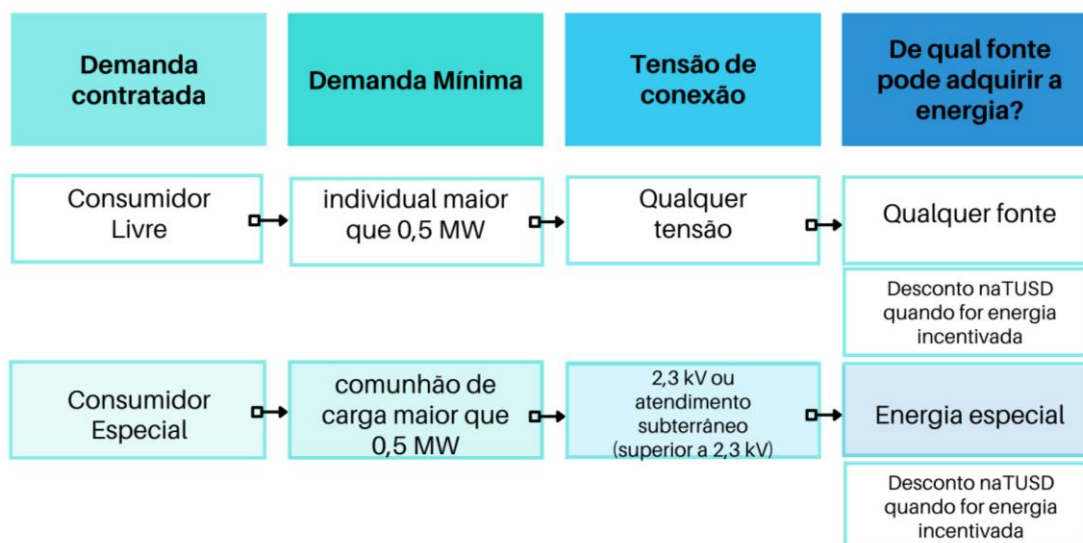 Demanda
contratada
Demanda Mínima
Tensão de
conexão
De qual fonte
pode adquirir a
energia?
Consumidor
Livre
individual maior
que 0,5 MW
Qualquer
tensão
Qualquer fonte
Desconto naTUSD
quando for energia
incentivada
Consumidor
Especial
comunhão de
carga maior que
0,5 MW
2,3 kV ou
atendimento
subterrâneo
(superior a 2,3 kV)
Energia especial
Desconto naTUSD
quando for energia
incentivada